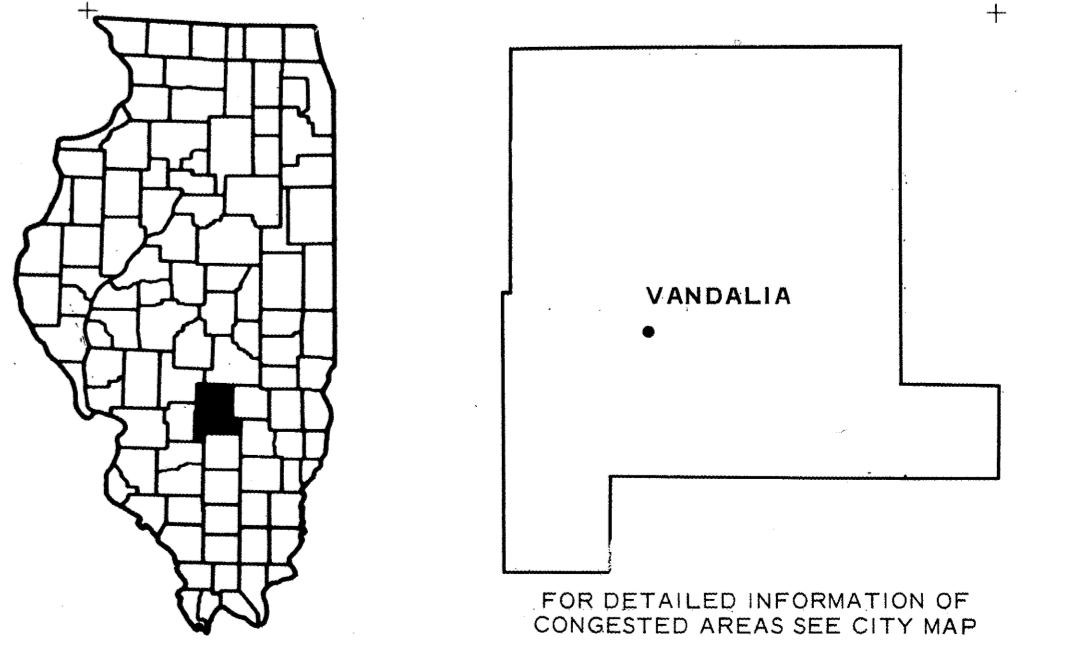 VANDALIA
FOR DETAILED INFORMATION OF
CONGESTED AREAS SEE CITY MAP